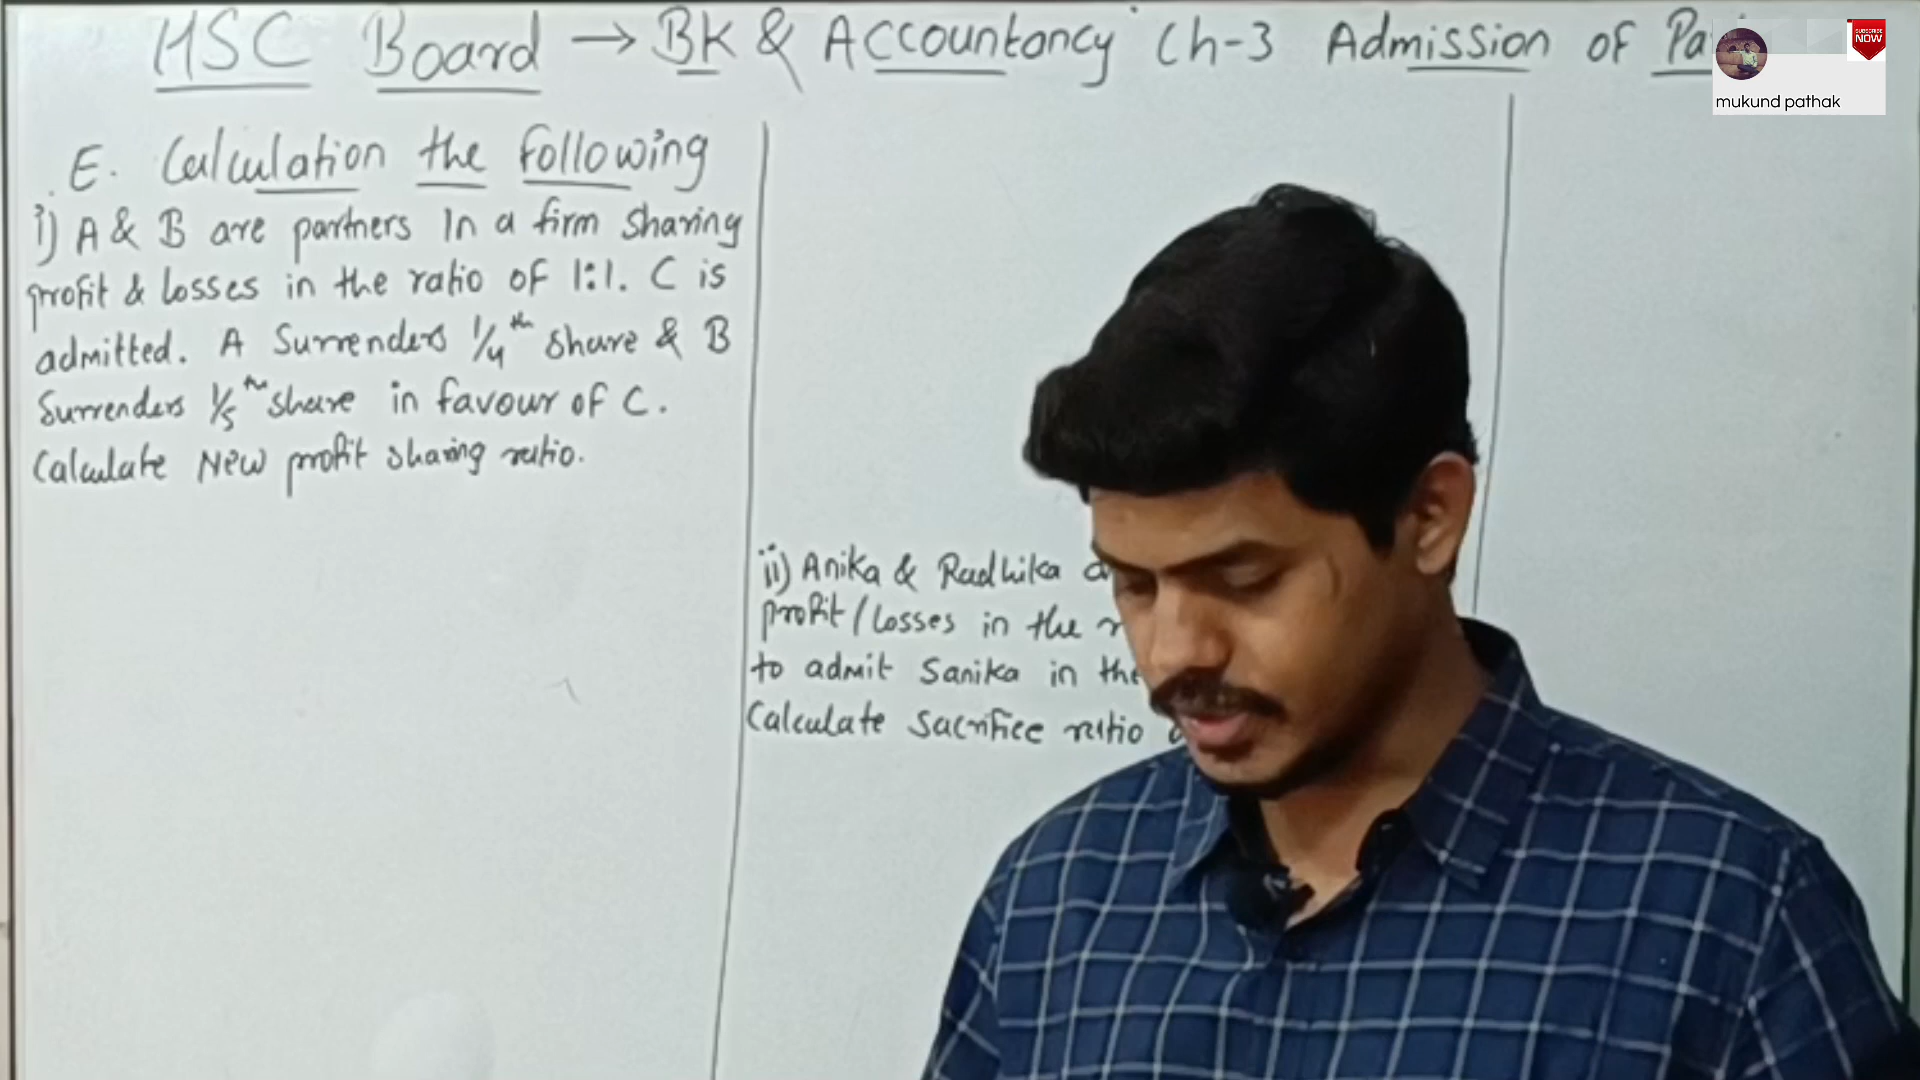 HSC Board → BK & Accountancy Ch-3 Admission of
mukund pathak
SUBSCRIBE NOW
E. Calculation the following
i) A & B are partners In a firm sharing
profit & losses in the ratio of 1:1. C is
admitted. A Surrenders 1/4th share & B
Surrenders 1/5th share in favour of C.
Calculate New profit sharing ratio.
ii) Anika & Radhika
profit/losses in the
to admit Sanika in the
Calculate sacrifice ratio